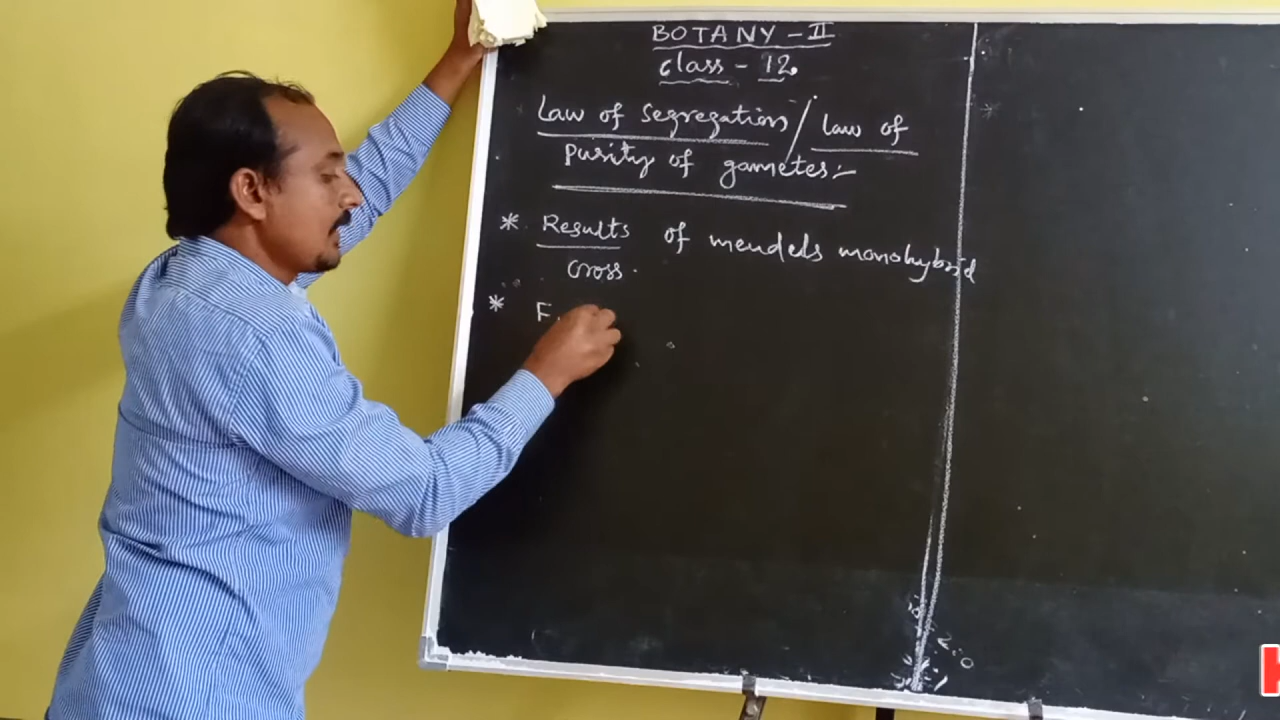 BOTANY - II
class - 12.
Law of Segregation / Law of
Purity of gametes:-
* Results of mendels monohybrid
cross.
* F